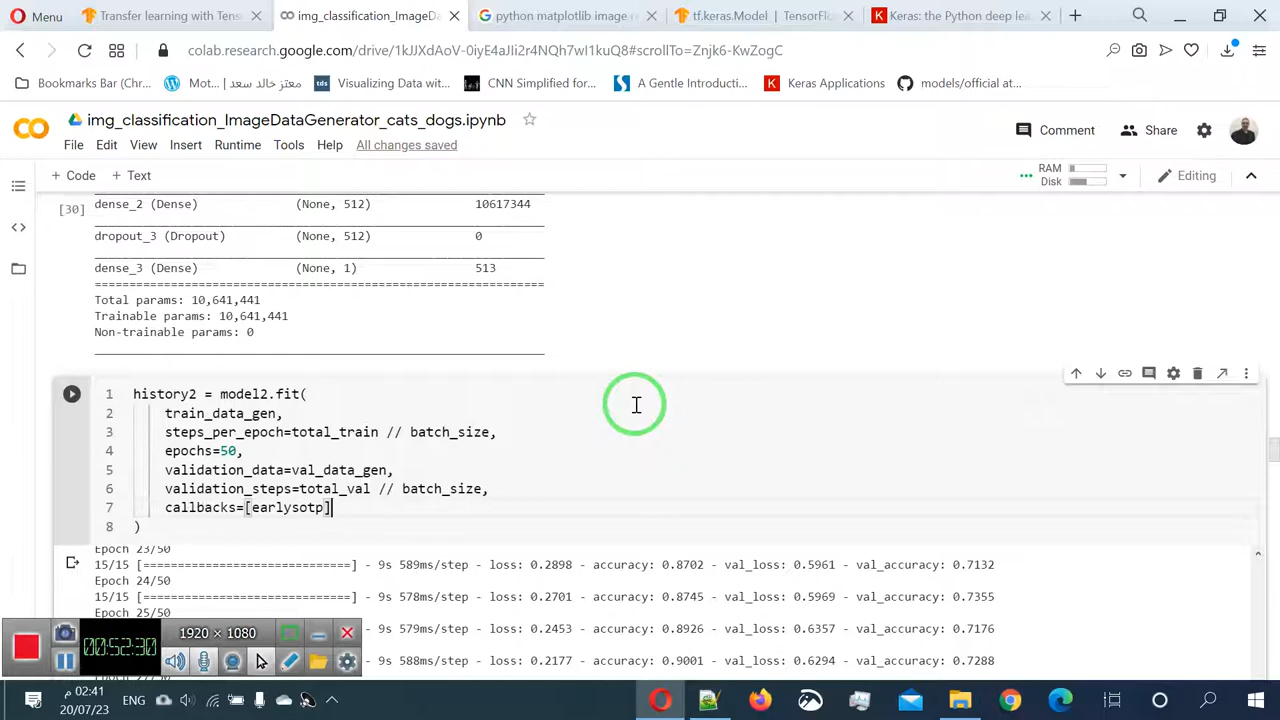 Menu
Transfer learning with Tens
img_classification_ImageDa
python matplotlib image r
tf.keras.Model | TensorFlo
Keras: the Python deep lea
colab.research.google.com/drive/1kJJXdAoV-0iyE4aJIi2r4NQh7wI1kuQ8#scrollTo=Znjk6-KwZogC
Bookmarks Bar (Chr...
معتز خالد سعد | Mot...
tds Visualizing Data wit...
CNN Simplified for...
A Gentle Introducti...
Keras Applications
models/official at...
img_classification_ImageDataGenerator_cats_dogs.ipynb
Comment
Share
File Edit View Insert Runtime Tools Help All changes saved
+ Code + Text
RAM
Disk
Editing
[30]
dense_2 (Dense) (None, 512) 10617344
dropout_3 (Dropout) (None, 512) 0
dense_3 (Dense) (None, 1) 513
=================================================================
Total params: 10,641,441
Trainable params: 10,641,441
Non-trainable params: 0
1 history2 = model2.fit(
2 train_data_gen,
3 steps_per_epoch=total_train // batch_size,
4 epochs=50,
5 validation_data=val_data_gen,
6 validation_steps=total_val // batch_size,
7 callbacks=[earlysotp]
8 )
Epoch 23/50
15/15 [==============================] - 9s 589ms/step - loss: 0.2898 - accuracy: 0.8702 - val_loss: 0.5961 - val_accuracy: 0.7132
Epoch 24/50
15/15 [==============================] - 9s 578ms/step - loss: 0.2701 - accuracy: 0.8745 - val_loss: 0.5969 - val_accuracy: 0.7355
Epoch 25/50
- 9s 579ms/step - loss: 0.2453 - accuracy: 0.8926 - val_loss: 0.6357 - val_accuracy: 0.7176
- 9s 588ms/step - loss: 0.2177 - accuracy: 0.9001 - val_loss: 0.6294 - val_accuracy: 0.7288
00:52:30
1920 × 1080
02:41 م
20/07/23
ENG